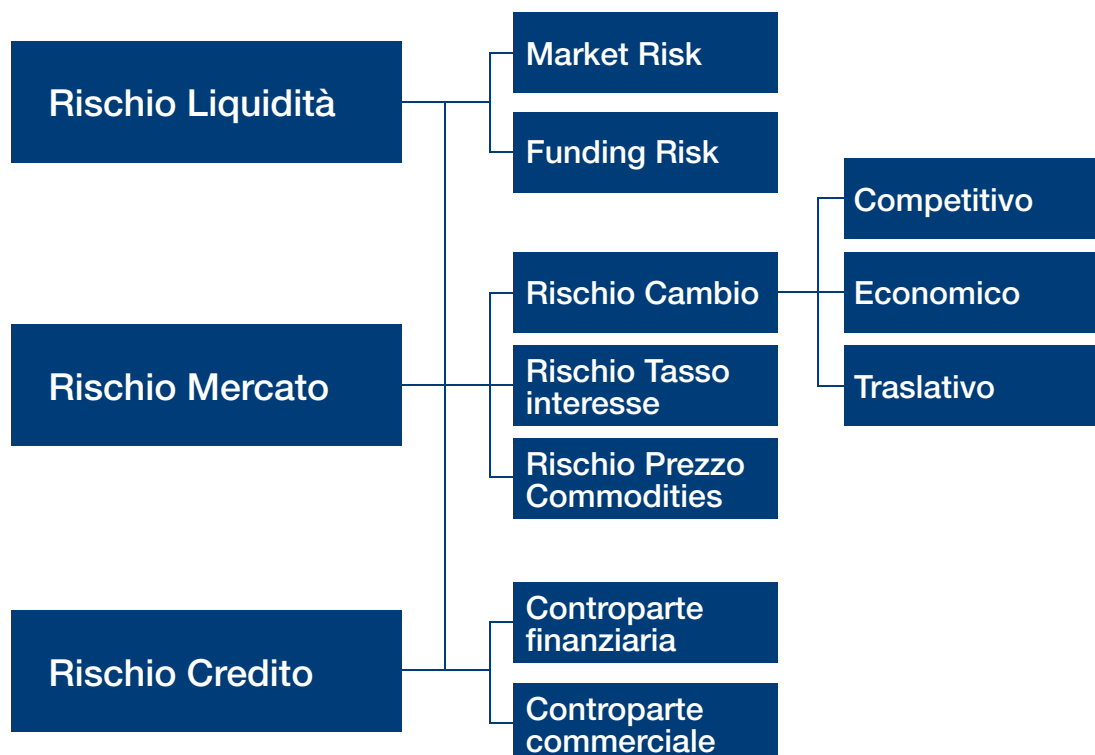 Rischio Liquidità
Market Risk
Funding Risk
Rischio Mercato
Rischio Cambio
Competitivo
Economico
Traslativo
Rischio Tasso
interesse
Rischio Prezzo
Commodities
Rischio Credito
Controparte
finanziaria
Controparte
commerciale